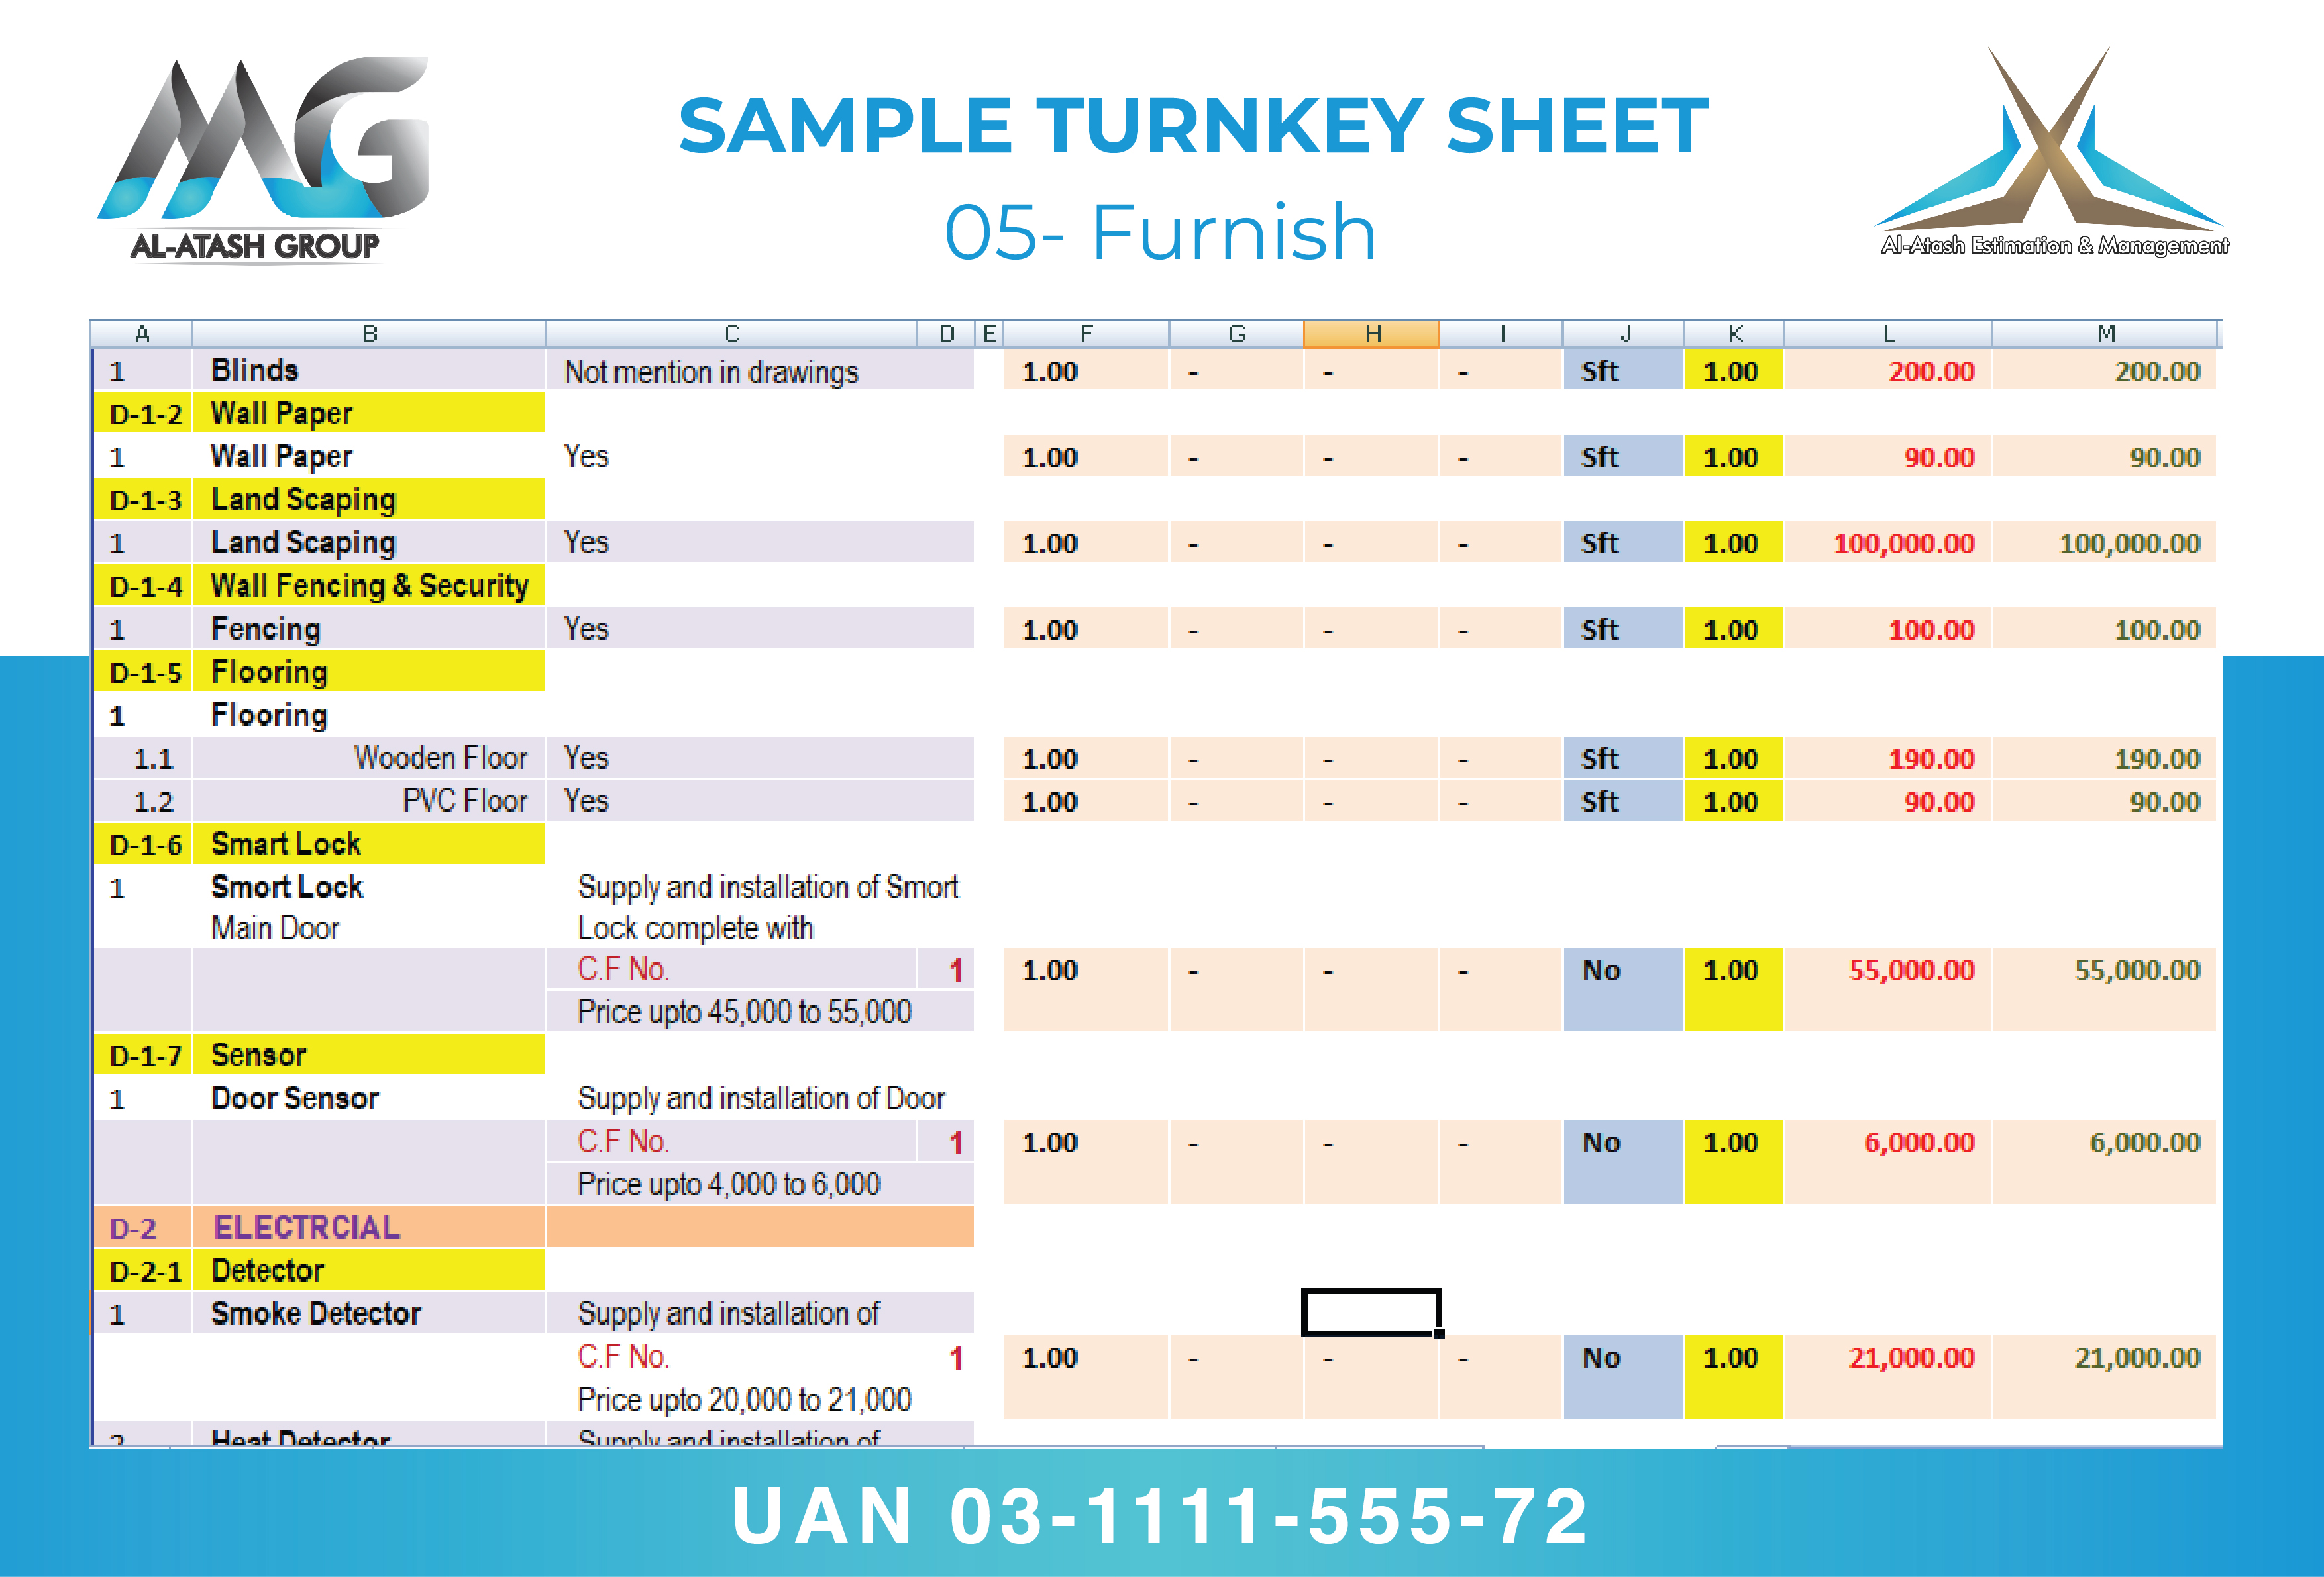 SAMPLE TURNKEY SHEET
05- Furnish
AL-ATASH GROUP
Al-Atash Estimation & Management
A B C D E F G H I J K L M
1 Blinds Not mention in drawings 1.00 - - - Sft 1.00 200.00 200.00
D-1-2 Wall Paper
1 Wall Paper Yes 1.00 - - - Sft 1.00 90.00 90.00
D-1-3 Land Scaping
1 Land Scaping Yes 1.00 - - - Sft 1.00 100,000.00 100,000.00
D-1-4 Wall Fencing & Security
1 Fencing Yes 1.00 - - - Sft 1.00 100.00 100.00
D-1-5 Flooring
1 Flooring
1.1 Wooden Floor Yes 1.00 - - - Sft 1.00 190.00 190.00
1.2 PVC Floor Yes 1.00 - - - Sft 1.00 90.00 90.00
D-1-6 Smart Lock
1 Smort Lock Supply and installation of Smort
Main Door Lock complete with
C.F No. 1 1.00 - - - No 1.00 55,000.00 55,000.00
Price upto 45,000 to 55,000
D-1-7 Sensor
1 Door Sensor Supply and installation of Door
C.F No. 1 1.00 - - - No 1.00 6,000.00 6,000.00
Price upto 4,000 to 6,000
D-2 ELECTRCIAL
D-2-1 Detector
1 Smoke Detector Supply and installation of
C.F No. 1 1.00 - - - No 1.00 21,000.00 21,000.00
Price upto 20,000 to 21,000
2 Heat Detector Supply and installation of
UAN 03-1111-555-72